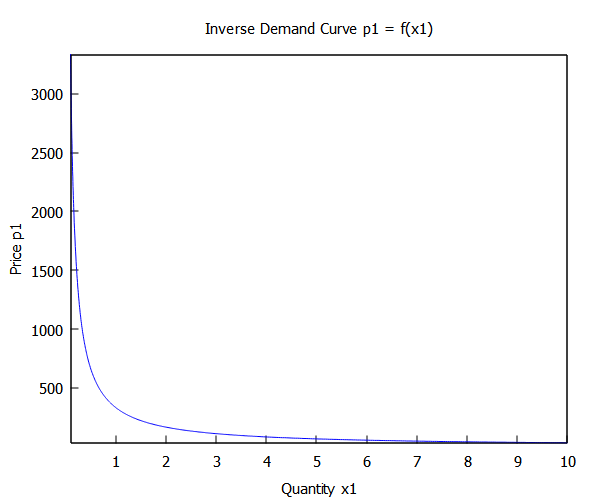 Inverse Demand Curve p1 = f(x1)
3000
2500
2000
1500
1000
500
Price p1
1 2 3 4 5 6 7 8 9 10
Quantity x1